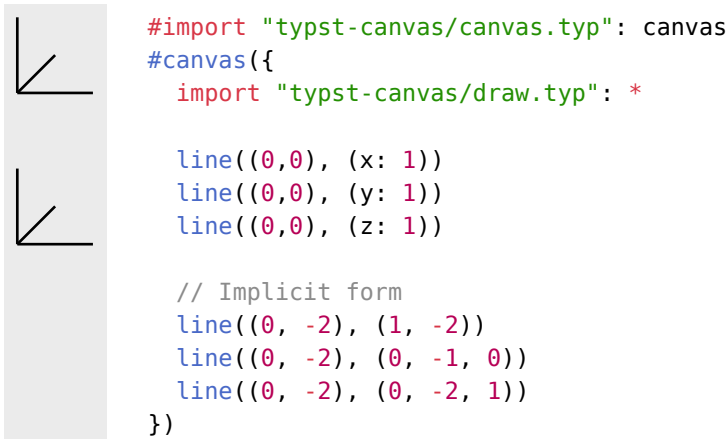 #import "typst-canvas/canvas.typ": canvas
#canvas({
  import "typst-canvas/draw.typ": *

  line((0,0), (x: 1))
  line((0,0), (y: 1))
  line((0,0), (z: 1))

  // Implicit form
  line((0, -2), (1, -2))
  line((0, -2), (0, -1, 0))
  line((0, -2), (0, -2, 1))
})